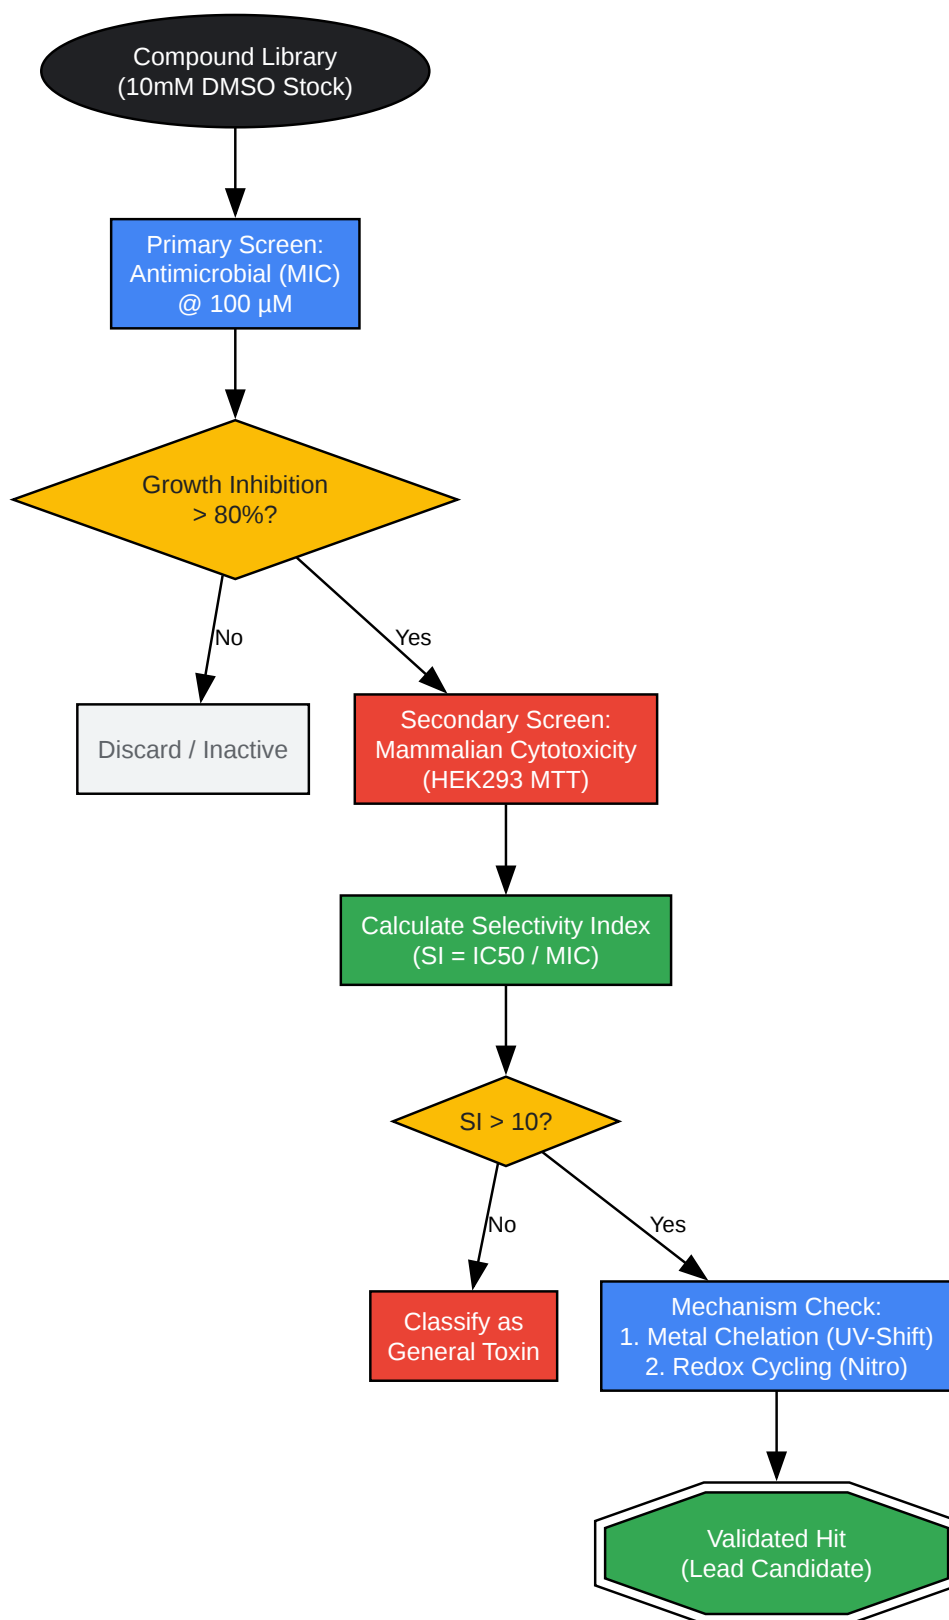 Compound Library
(10mM DMSO Stock)
Primary Screen:
Antimicrobial (MIC)
@ 100 µM
Growth Inhibition
> 80%?
No
Yes
Discard / Inactive
Secondary Screen:
Mammalian Cytotoxicity
(HEK293 MTT)
Calculate Selectivity Index
(SI = IC50 / MIC)
SI > 10?
No
Yes
Classify as
General Toxin
Mechanism Check:
1. Metal Chelation (UV-Shift)
2. Redox Cycling (Nitro)
Validated Hit
(Lead Candidate)